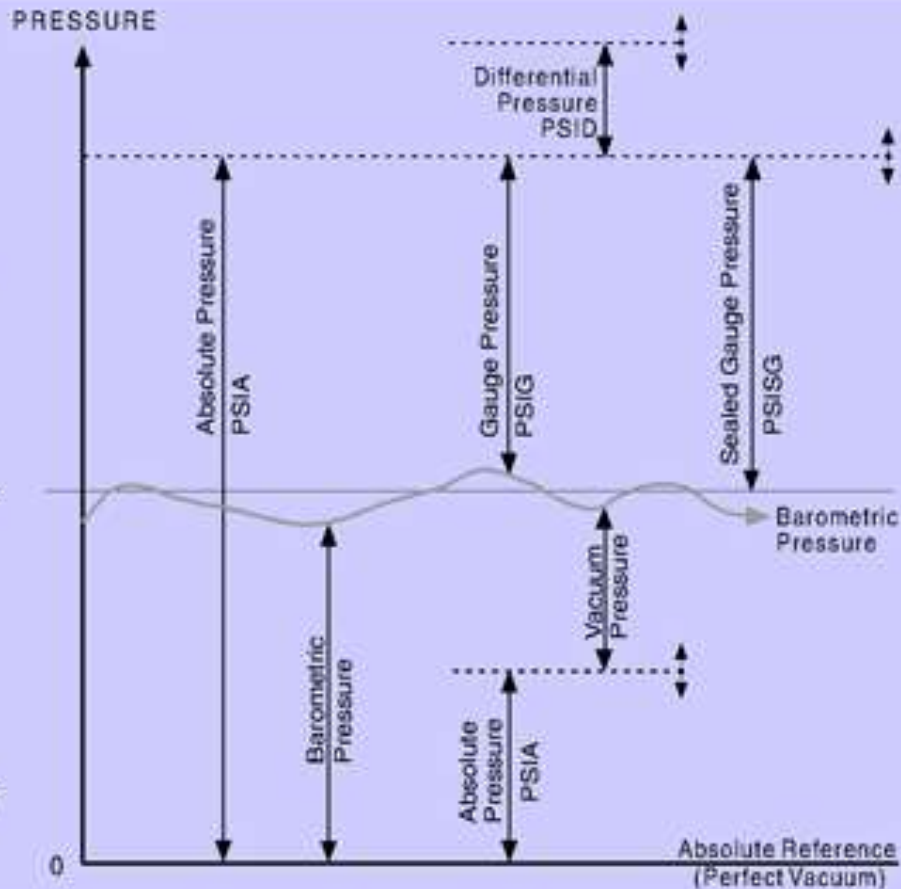 PRESSURE
Differential
Pressure
PSID
Absolute Pressure
PSIA
Gauge Pressure
PSIG
Sealed Gauge Pressure
PSISG
Barometric
Pressure
Vacuum
Pressure
Barometric
Pressure
Absolute
Pressure
PSIA
0
Absolute Reference
(Perfect Vacuum)